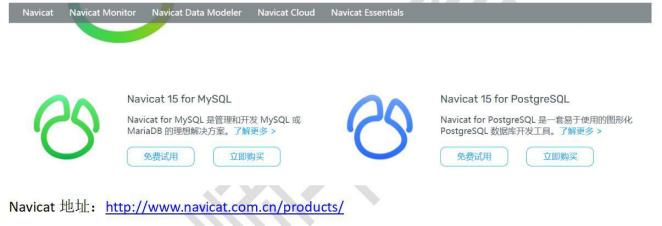 Navicat Navicat Monitor Navicat Data Modeler Navicat Cloud Navicat Essentials
Navicat 15 for MySQL
Navicat for MySQL 是管理和开发 MySQL 或
MariaDB 的理想解决方案。了解更多 >
免费试用 立即购买
Navicat 15 for PostgreSQL
Navicat for PostgreSQL 是一套易于使用的图形化
PostgreSQL 数据库开发工具。了解更多 >
免费试用 立即购买
Navicat 地址：http://www.navicat.com.cn/products/